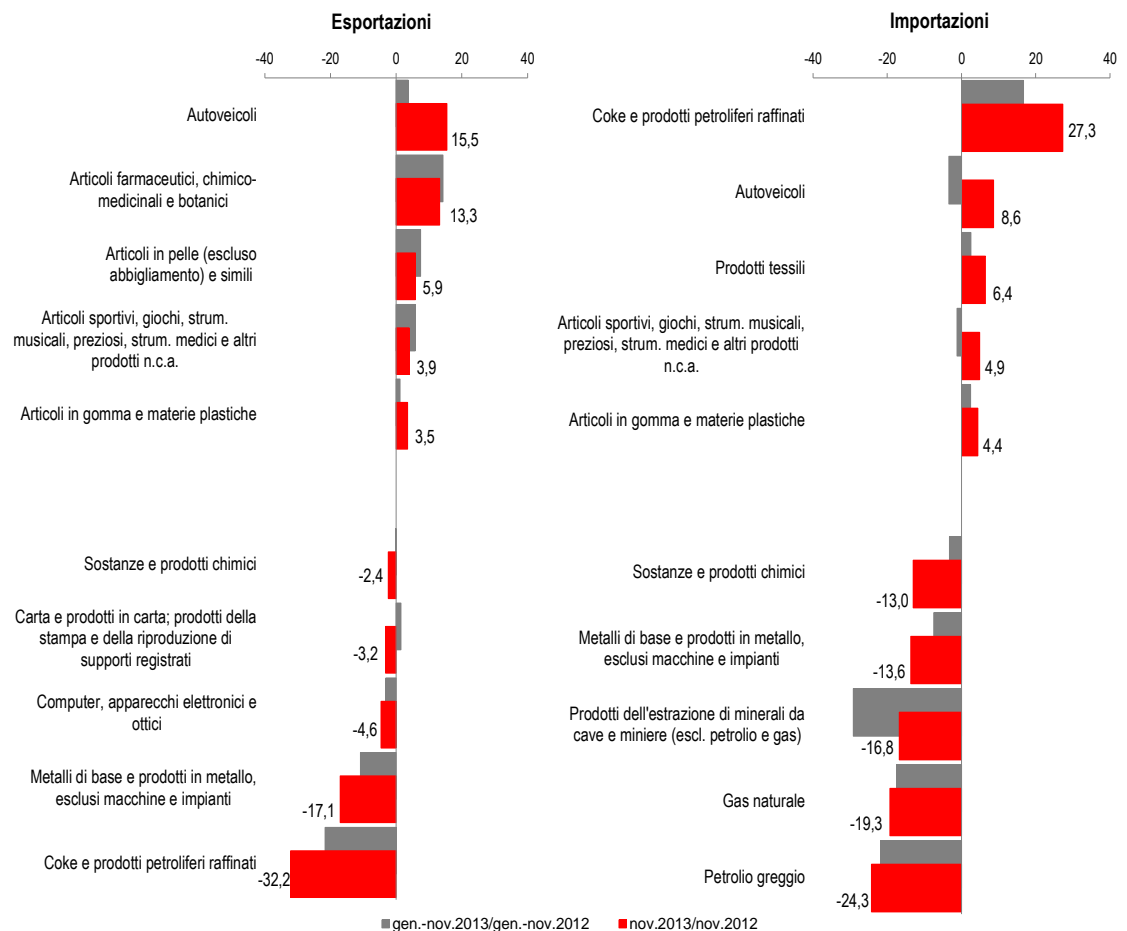 Esportazioni
-40 -20 0 20 40
Autoveicoli
15,5
Articoli farmaceutici, chimico-
medicinali e botanici
13,3
Articoli in pelle (escluso
abbigliamento) e simili
5,9
Articoli sportivi, giochi, strum.
musicali, preziosi, strum. medici e altri
prodotti n.c.a.
3,9
Articoli in gomma e materie plastiche
3,5
Sostanze e prodotti chimici
-2,4
Carta e prodotti in carta; prodotti della
stampa e della riproduzione di
supporti registrati
-3,2
Computer, apparecchi elettronici e
ottici
-4,6
Metalli di base e prodotti in metallo,
esclusi macchine e impianti
-17,1
Coke e prodotti petroliferi raffinati
-32,2
Importazioni
-40 -20 0 20 40
Coke e prodotti petroliferi raffinati
27,3
Autoveicoli
8,6
Prodotti tessili
6,4
Articoli sportivi, giochi, strum. musicali,
preziosi, strum. medici e altri prodotti
n.c.a.
4,9
Articoli in gomma e materie plastiche
4,4
Sostanze e prodotti chimici
-13,0
Metalli di base e prodotti in metallo,
esclusi macchine e impianti
-13,6
Prodotti dell'estrazione di minerali da
cave e miniere (escl. petrolio e gas)
-16,8
Gas naturale
-19,3
Petrolio greggio
-24,3
gen.-nov.2013/gen.-nov.2012 nov.2013/nov.2012